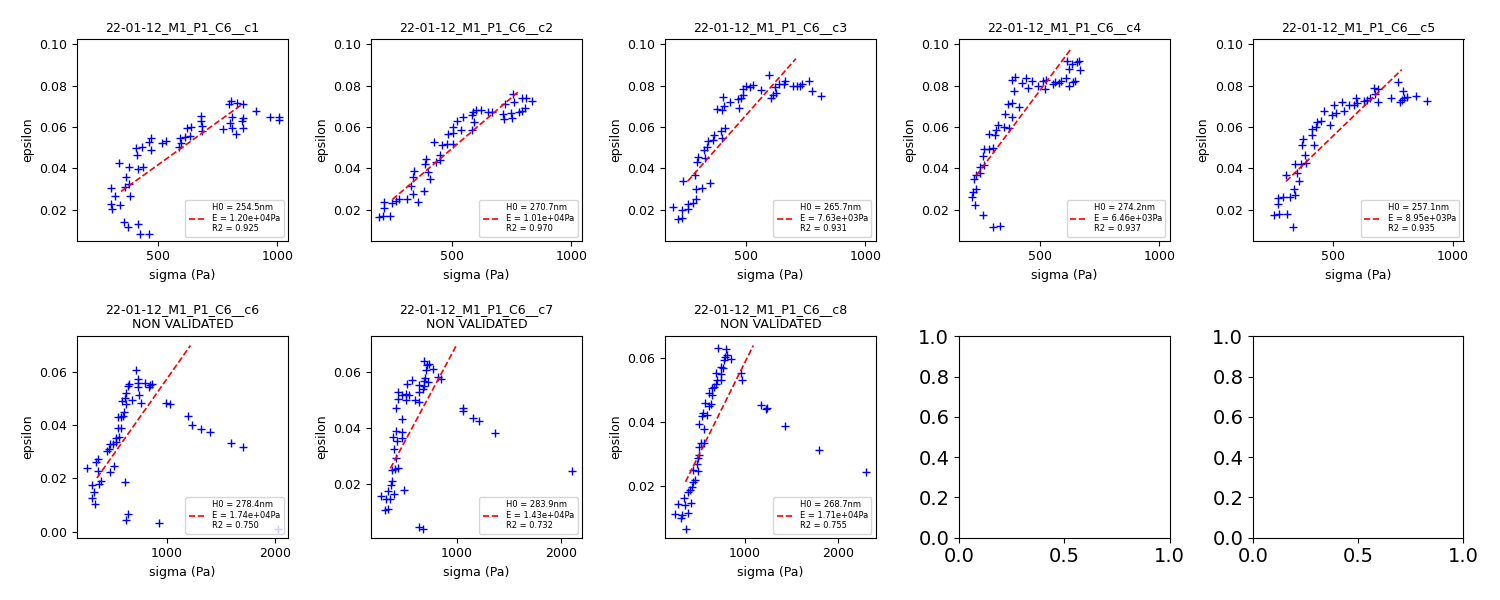 22-01-12_M1_P1_C6__c1
0.10
0.08
0.06
0.04
0.02
epsilon
500
1000
sigma (Pa)
H0 = 254.5nm
E = 1.20e+04Pa
R2 = 0.925
22-01-12_M1_P1_C6__c2
0.10
0.08
0.06
0.04
0.02
epsilon
500
1000
sigma (Pa)
H0 = 270.7nm
E = 1.01e+04Pa
R2 = 0.970
22-01-12_M1_P1_C6__c3
0.10
0.08
0.06
0.04
0.02
epsilon
500
1000
sigma (Pa)
H0 = 265.7nm
E = 7.63e+03Pa
R2 = 0.931
22-01-12_M1_P1_C6__c4
0.10
0.08
0.06
0.04
0.02
epsilon
500
1000
sigma (Pa)
H0 = 274.2nm
E = 6.46e+03Pa
R2 = 0.937
22-01-12_M1_P1_C6__c5
0.10
0.08
0.06
0.04
0.02
epsilon
500
1000
sigma (Pa)
H0 = 257.1nm
E = 8.95e+03Pa
R2 = 0.935
22-01-12_M1_P1_C6__c6
NON VALIDATED
0.06
0.04
0.02
0.00
epsilon
1000
2000
sigma (Pa)
H0 = 278.4nm
E = 1.74e+04Pa
R2 = 0.750
22-01-12_M1_P1_C6__c7
NON VALIDATED
0.06
0.04
0.02
epsilon
1000
2000
sigma (Pa)
H0 = 283.9nm
E = 1.43e+04Pa
R2 = 0.732
22-01-12_M1_P1_C6__c8
NON VALIDATED
0.06
0.04
0.02
epsilon
1000
2000
sigma (Pa)
H0 = 268.7nm
E = 1.71e+04Pa
R2 = 0.755
1.0
0.8
0.6
0.4
0.2
0.0
0.0
0.5
1.0
1.0
0.8
0.6
0.4
0.2
0.0
0.0
0.5
1.0